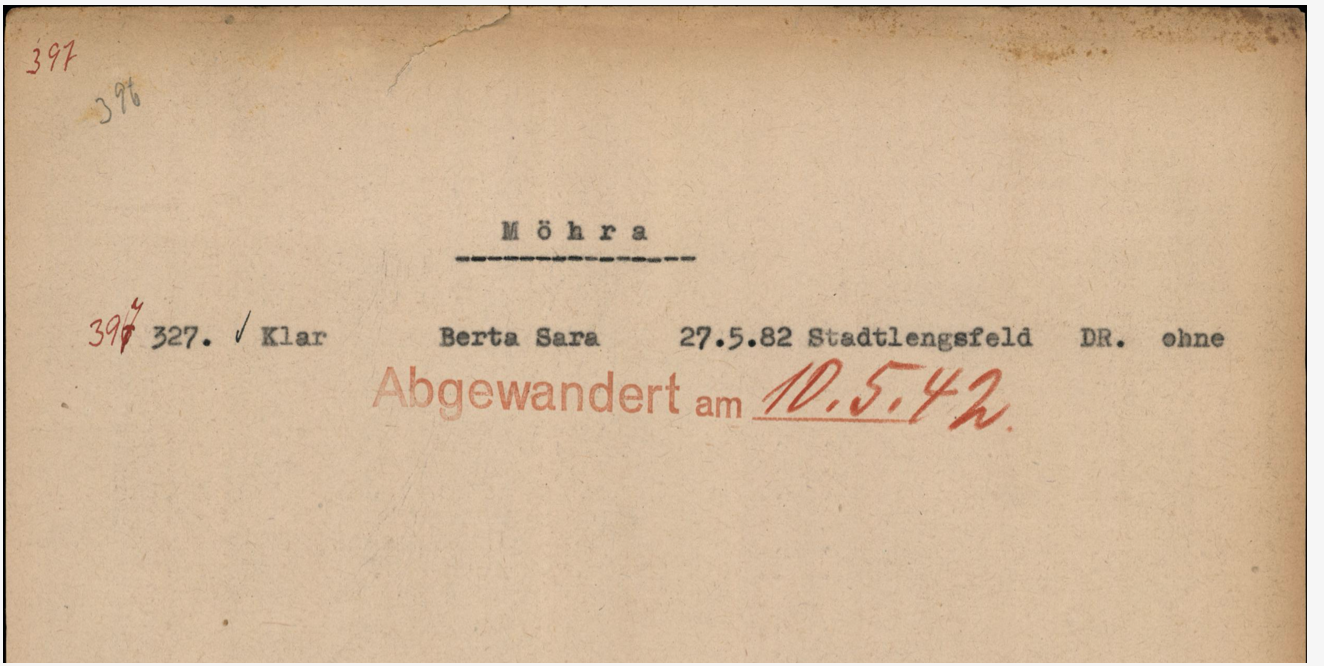 397
396
Möhra
397 327. ✓ Klar Berta Sara 27.5.82 Stadtlengsfeld DR. ohne
Abgewandert am 10.5.42.